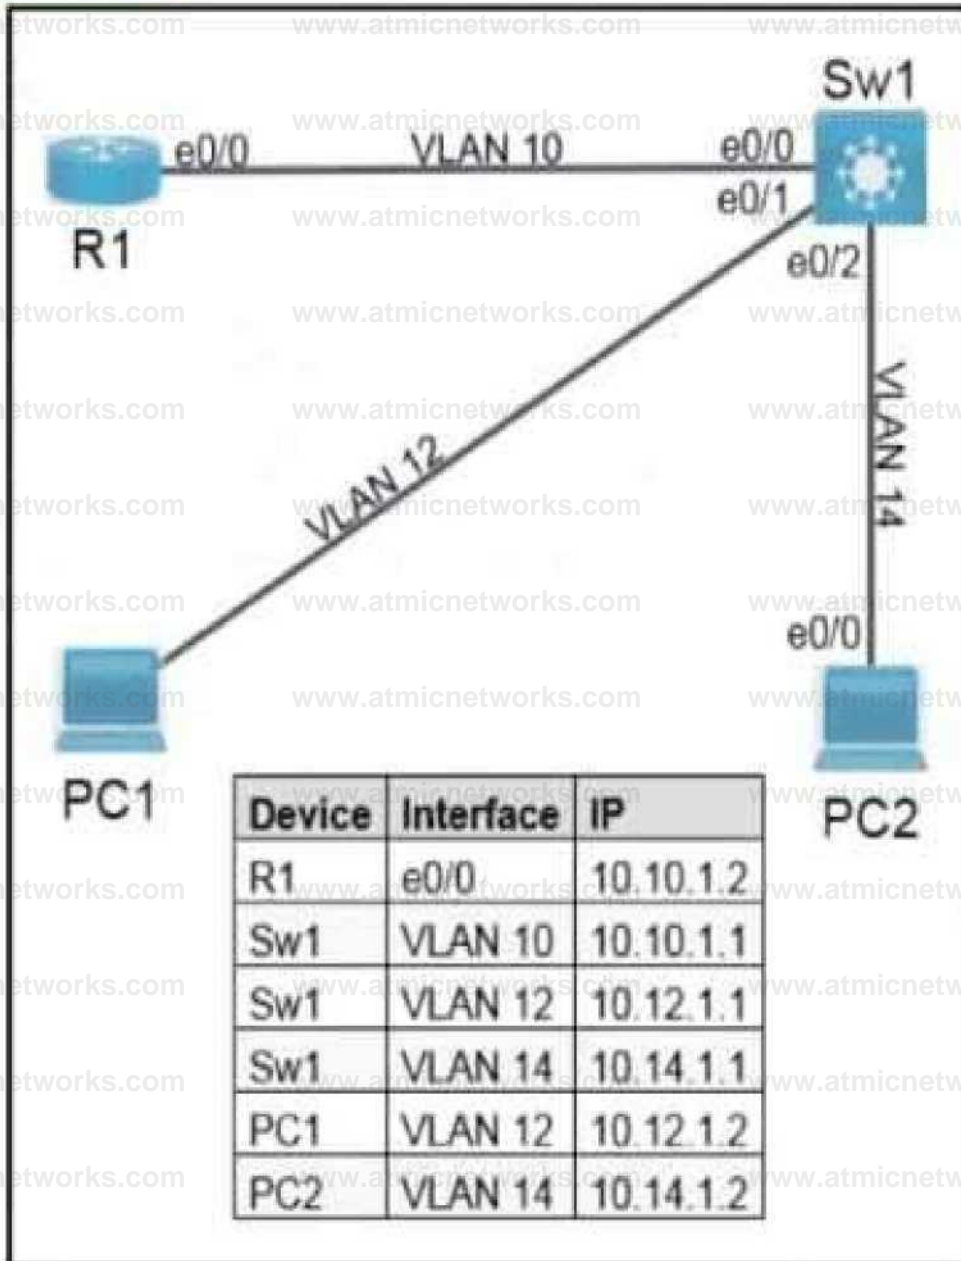 www.atmicnetworks.com
Sw1
e0/0
VLAN 10
e0/0
e0/1
R1
e0/2
VLAN 14
VLAN 12
e0/0
PC1
PC2
Device Interface IP
R1 e0/0 10.10.1.2
Sw1 VLAN 10 10.10.1.1
Sw1 VLAN 12 10.12.1.1
Sw1 VLAN 14 10.14.1.1
PC1 VLAN 12 10.12.1.2
PC2 VLAN 14 10.14.1.2